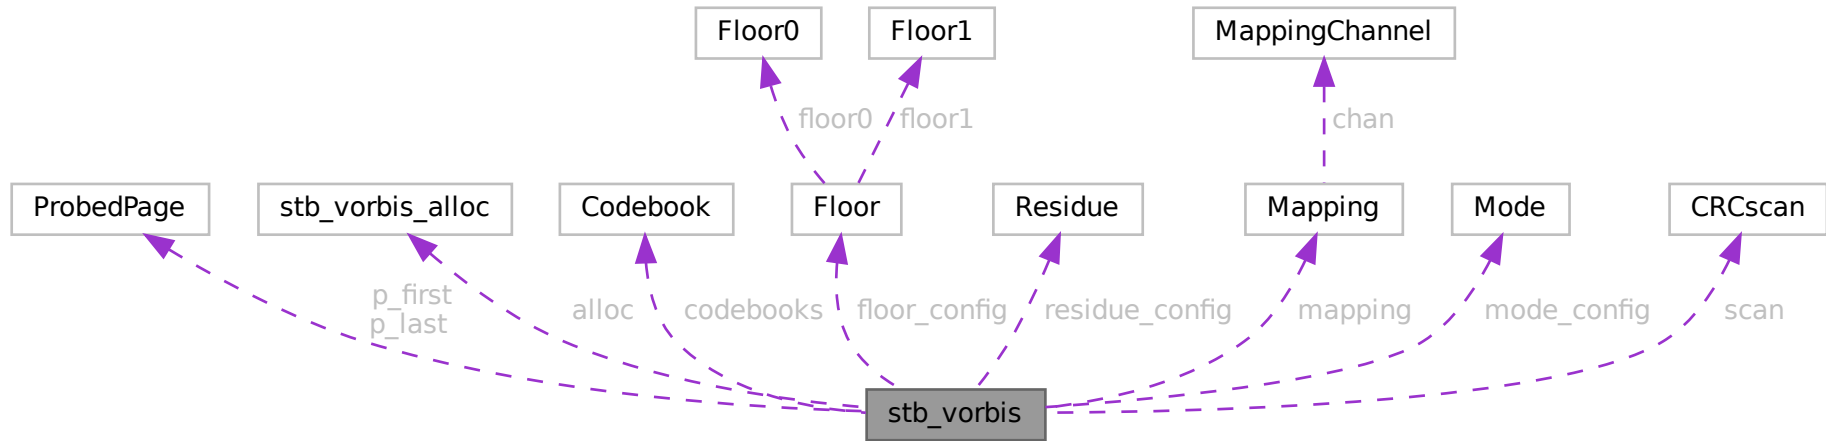 Floor0
Floor1
MappingChannel
floor0
floor1
chan
ProbedPage
stb_vorbis_alloc
Codebook
Floor
Residue
Mapping
Mode
CRCscan
p_first
p_last
alloc
codebooks
floor_config
residue_config
mapping
mode_config
scan
stb_vorbis